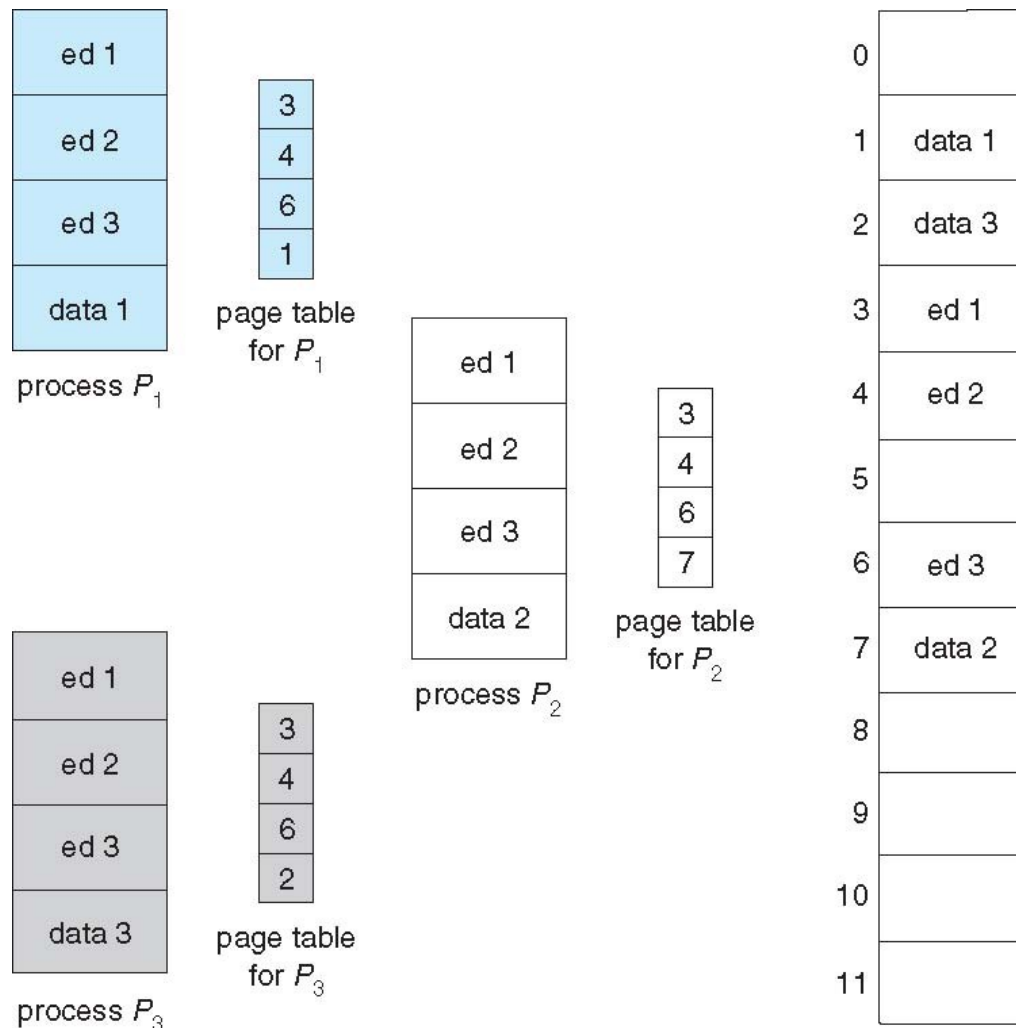 ed 1
ed 2
ed 3
data 1
process P1
3
4
6
1
page table
for P1
ed 1
ed 2
ed 3
data 2
process P2
3
4
6
7
page table
for P2
ed 1
ed 2
ed 3
data 3
process P3
3
4
6
2
page table
for P3
0
1 data 1
2 data 3
3 ed 1
4 ed 2
5
6 ed 3
7 data 2
8
9
10
11